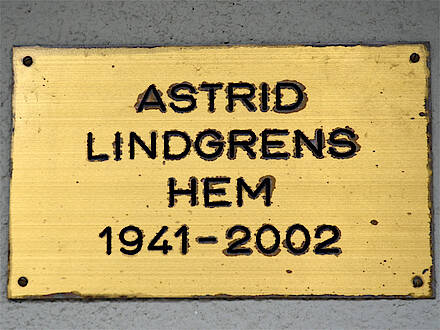 ASTRID
LINDGRENS
HEM
1941-2002